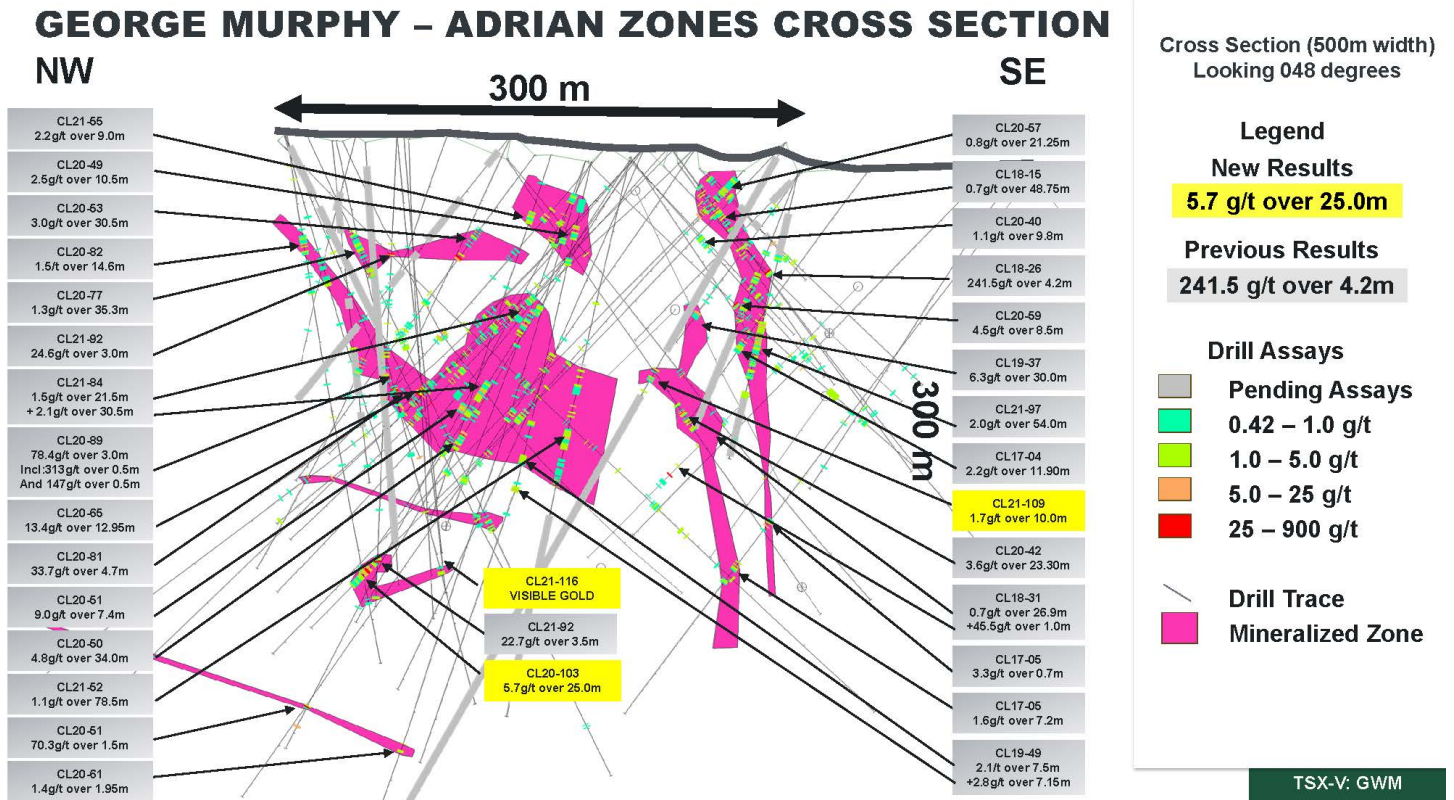 GEORGE MURPHY – ADRIAN ZONES CROSS SECTION
NW
SE
300 m
CL21-65
2.2g/t over 9.0m
CL20-49
2.5g/t over 10.5m
CL20-53
3.0g/t over 30.5m
CL20-82
1.5/t over 14.6m
CL20-77
1.3g/t over 35.3m
CL21-92
24.6g/t over 3.0m
CL21-84
1.5g/t over 21.5m
+ 2.1g/t over 30.5m
CL20-89
78.4g/t over 3.0m
Incl:313g/t over 0.5m
And 147g/t over 0.5m
CL20-65
13.4g/t over 12.95m
CL20-81
33.7g/t over 4.7m
CL20-51
9.0g/t over 7.4m
CL20-50
4.8g/t over 34.0m
CL21-52
1.1g/t over 78.5m
CL20-51
70.3g/t over 1.5m
CL20-61
1.4g/t over 1.95m
CL21-116
VISIBLE GOLD
CL21-92
22.7g/t over 3.5m
CL20-103
5.7g/t over 25.0m
300 m
CL20-57
0.8g/t over 21.25m
CL18-15
0.7g/t over 48.75m
CL20-40
1.1g/t over 9.8m
CL18-26
241.5g/t over 4.2m
CL20-59
4.5g/t over 8.5m
CL19-37
6.3g/t over 30.0m
CL21-97
2.0g/t over 54.0m
CL17-04
2.2g/t over 11.90m
CL21-109
1.7g/t over 10.0m
CL20-42
3.6g/t over 23.30m
CL18-31
0.7g/t over 26.9m
+45.5g/t over 1.0m
CL17-05
3.3g/t over 0.7m
CL17-05
1.6g/t over 7.2m
CL19-49
2.1/t over 7.5m
+2.8g/t over 7.15m
Cross Section (500m width)
Looking 048 degrees
Legend
New Results
5.7 g/t over 25.0m
Previous Results
241.5 g/t over 4.2m
Drill Assays
Pending Assays
0.42 – 1.0 g/t
1.0 – 5.0 g/t
5.0 – 25 g/t
25 – 900 g/t
Drill Trace
Mineralized Zone
TSX-V: GWM